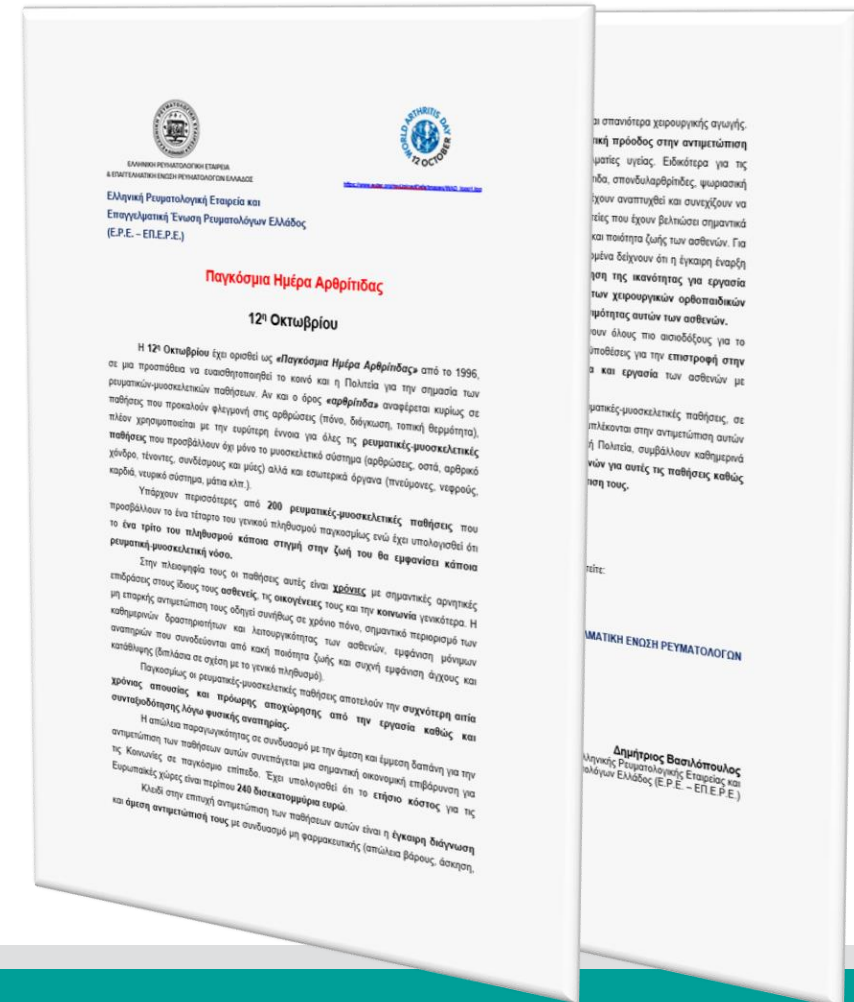 ΕΛΛΗΝΙΚΗ ΡΕΥΜΑΤΟΛΟΓΙΚΗ ΕΤΑΙΡΕΙΑ
& ΕΠΑΓΓΕΛΜΑΤΙΚΗ ΕΝΩΣΗ ΡΕΥΜΑΤΟΛΟΓΩΝ ΕΛΛΑΔΟΣ
WORLD ARTHRITIS DAY
12 OCTOBER
Ελληνική Ρευματολογική Εταιρεία και
Επαγγελματική Ένωση Ρευματολόγων Ελλάδος
(Ε.Ρ.Ε. – ΕΠ.Ε.Ρ.Ε.)
Παγκόσμια Ημέρα Αρθρίτιδας
12η Οκτωβρίου
Η 12η Οκτωβρίου έχει ορισθεί ως «Παγκόσμια Ημέρα Αρθρίτιδας» από το 1996,
σε μια προσπάθεια να ευαισθητοποιηθεί το κοινό και η Πολιτεία για την σημασία των
ρευματικών-μυοσκελετικών παθήσεων. Αν και ο όρος «αρθρίτιδα» αναφέρεται κυρίως σε
παθήσεις που προκαλούν φλεγμονή στις αρθρώσεις (πόνο, διόγκωση, τοπική θερμότητα),
πλέον χρησιμοποιείται με την ευρύτερη έννοια για όλες τις ρευματικές-μυοσκελετικές
παθήσεις που προσβάλλουν όχι μόνο το μυοσκελετικό σύστημα (αρθρώσεις, οστά, αρθρικό
χόνδρο, τένοντες, συνδέσμους και μύες) αλλά και εσωτερικά όργανα (πνεύμονες, νεφρούς,
καρδιά, νευρικό σύστημα, μάτια κλπ.).
Υπάρχουν περισσότερες από 200 ρευματικές-μυοσκελετικές παθήσεις που
προσβάλλουν το ένα τέταρτο του γενικού πληθυσμού παγκοσμίως ενώ έχει υπολογισθεί ότι
το ένα τρίτο του πληθυσμού κάποια στιγμή στην ζωή του θα εμφανίσει κάποια
ρευματική-μυοσκελετική νόσο.
Στην πλειοψηφία τους οι παθήσεις αυτές είναι χρόνιες με σημαντικές αρνητικές
επιδράσεις στους ίδιους τους ασθενείς, τις οικογένειες τους και την κοινωνία γενικότερα. Η
μη επαρκής αντιμετώπιση τους οδηγεί συνήθως σε χρόνιο πόνο, σημαντικό περιορισμό των
καθημερινών δραστηριοτήτων και λειτουργικότητας των ασθενών, εμφάνιση μόνιμων
αναπηριών που συνοδεύονται από κακή ποιότητα ζωής και συχνή εμφάνιση άγχους και
κατάθλιψης (διπλάσια σε σχέση με το γενικό πληθυσμό).
Παγκοσμίως οι ρευματικές-μυοσκελετικές παθήσεις αποτελούν την συχνότερη αιτία
χρόνιας απουσίας και πρόωρης αποχώρησης από την εργασία καθώς και
συνταξιοδότησης λόγω φυσικής αναπηρίας.
Η απώλεια παραγωγικότητας σε συνδυασμό με την άμεση και έμμεση δαπάνη για την
αντιμετώπιση των παθήσεων αυτών συνεπάγεται μια σημαντική οικονομική επιβάρυνση για
τις Κοινωνίες σε παγκόσμιο επίπεδο. Έχει υπολογισθεί ότι το ετήσιο κόστος για τις
Ευρωπαϊκές χώρες είναι περίπου 240 δισεκατομμύρια ευρώ.
Κλειδί στην επιτυχή αντιμετώπιση των παθήσεων αυτών είναι η έγκαιρη διάγνωση
και άμεση αντιμετώπισή τους με συνδυασμό μη φαρμακευτικής (απώλεια βάρους, άσκηση,
αι σπανιότερα χειρουργικής αγωγής.
ική πρόοδος στην αντιμετώπιση
λματίες υγείας. Ειδικότερα για τις
τιδα, σπονδυλαρθρίτιδες, ψωριασική
έχουν αναπτυχθεί και συνεχίζουν να
πείες που έχουν βελτιώσει σημαντικά
και ποιότητα ζωής των ασθενών. Για
ομένα δείχνουν ότι η έγκαιρη έναρξη
ηση της ικανότητας για εργασία
των χειρουργικών ορθοπαιδικών
ιμότητας αυτών των ασθενών.
νουν όλους πιο αισιοδόξους για το
ϋποθέσεις για την επιστροφή στην
α και εργασία των ασθενών με
ματικές-μυοσκελετικές παθήσεις, σε
μπλέκονται στην αντιμετώπιση αυτών
ή Πολιτεία, συμβάλλουν καθημερινά
νών για αυτές τις παθήσεις καθώς
πιση τους.
τείτε:
ΜΑΤΙΚΗ ΕΝΩΣΗ ΡΕΥΜΑΤΟΛΟΓΩΝ
Δημήτριος Βασιλόπουλος
λληνικής Ρευματολογικής Εταιρείας και
τολόγων Ελλάδος (Ε.Ρ.Ε. – ΕΠ.Ε.Ρ.Ε.)